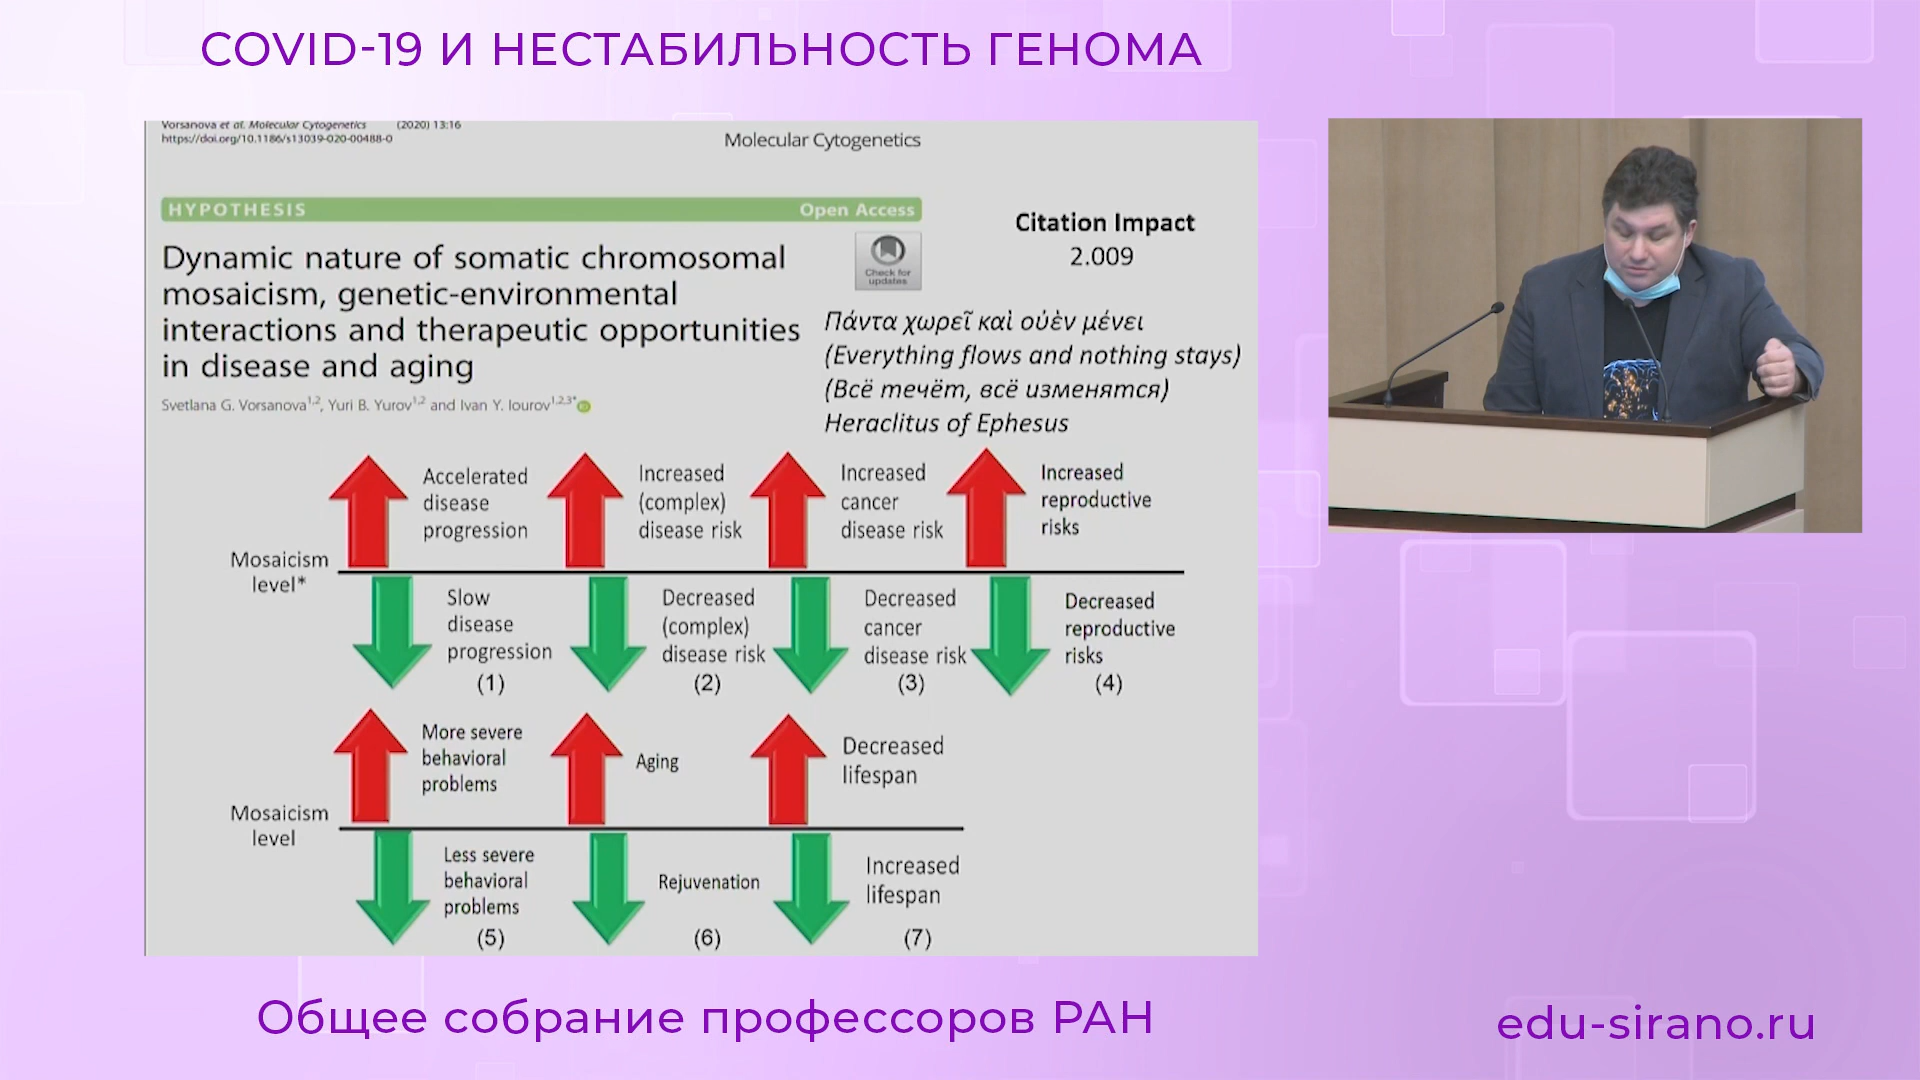 COVID-19 И НЕСТАБИЛЬНОСТЬ ГЕНОМА
Vorsanova et al. Molecular Cytogenetics (2020) 13:16
https://doi.org/10.1186/s13039-020-00488-0
Molecular Cytogenetics
HYPOTHESIS Open Access
Dynamic nature of somatic chromosomal
mosaicism, genetic-environmental
interactions and therapeutic opportunities
in disease and aging
Svetlana G. Vorsanova1,2, Yuri B. Yurov1,2 and Ivan Y. Iourov1,2,3*
Check for
updates
Citation Impact
2.009
Πάντα χωρεῖ καὶ οὐὲν μένει
(Everything flows and nothing stays)
(Всё течёт, всё изменятся)
Heraclitus of Ephesus
Accelerated
disease
progression
Increased
(complex)
disease risk
Increased
cancer
disease risk
Increased
reproductive
risks
Mosaicism
level*
Slow
disease
progression
(1)
Decreased
(complex)
disease risk
(2)
Decreased
cancer
disease risk
(3)
Decreased
reproductive
risks
(4)
More severe
behavioral
problems
Aging
Decreased
lifespan
Mosaicism
level
Less severe
behavioral
problems
(5)
Rejuvenation
(6)
Increased
lifespan
(7)
Общее собрание профессоров РАН
edu-sirano.ru